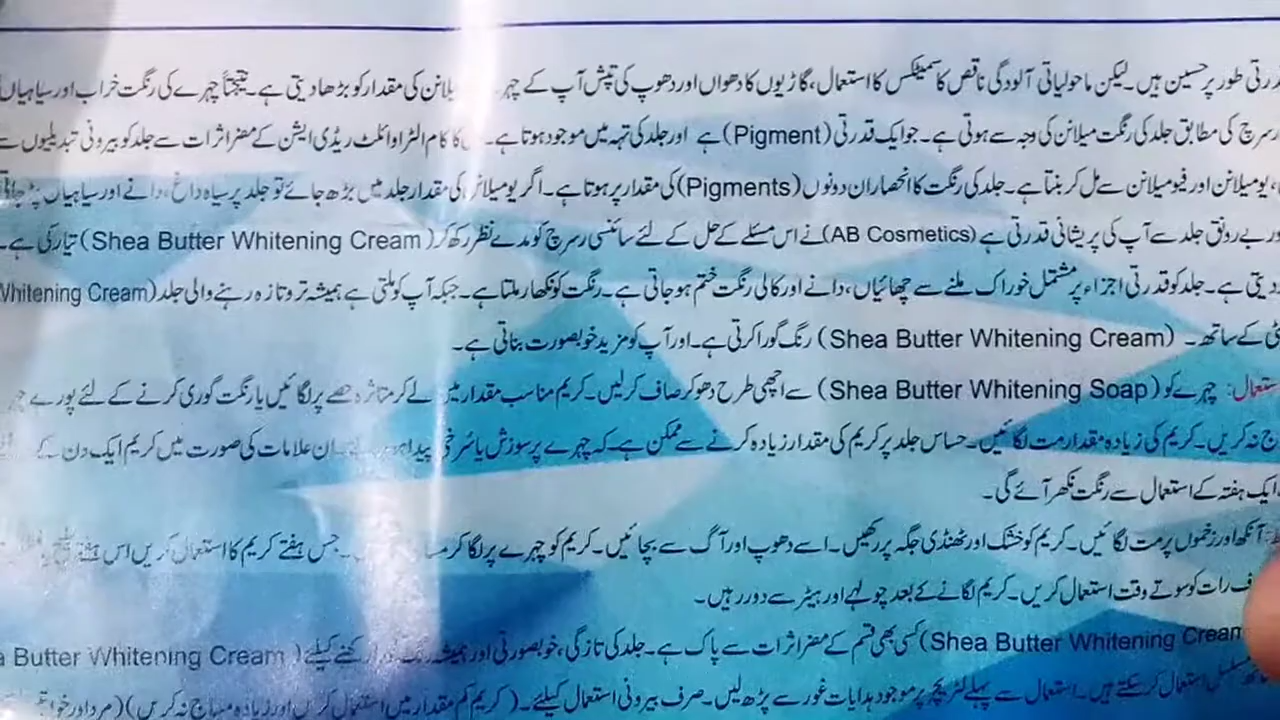 قدرتی طور پر حسین ہیں۔ لیکن ماحولیاتی آلودگی ناقص کاسمیٹکس کا استعمال، گاڑیوں کا دھواں اور دھوپ کی تپش آپ کے میلانن کی مقدار کو بڑھا دیتی ہے۔ نتیجتاً چہرے کی رنگت خراب اور سیاہیاں
ریسرچ کی مطابق جلد کی رنگت میلانن کی وجہ سے ہوتی ہے۔ جو ایک قدرتی (Pigment) ہے اور جلد کی تہہ میں موجود ہوتا ہے۔ کا کام الٹراوائلٹ ریڈی ایشن کے مضر اثرات سے جلد کو بیرونی تبدیلیوں سے
، یومیلانن اور فیومیلانن سے مل کر بنتا ہے۔ جلد کی رنگت کا انحصار ان دونوں (Pigments) کی مقدار پر ہوتا ہے۔ اگر یومیلانن کی مقدار جلد میں بڑھ جائے تو جلد پر سیاہ داغ، دانے اور سیاہیاں پڑ جاتی
اور بے رونق جلد سے آپ کی پریشانی قدرتی ہے (AB Cosmetics) نے اس مسئلے کے حل کے لئے سائنسی ریسرچ کو مدے نظر رکھ کر (Shea Butter Whitening Cream) تیار کی ہے۔
دیتی ہے۔ جلد کو قدرتی اجزاء پر مشتمل خوراک ملنے سے چھائیاں، دانے اور کالی رنگت ختم ہو جاتی ہے۔ رنگت کو نکھار ملتا ہے۔ جبکہ آپ کو ملتی ہے ہمیشہ تر و تازہ رہنے والی جلد (Whitening Cream
کے ساتھ۔ (Shea Butter Whitening Cream) رنگ گورا کرتی ہے۔ اور آپ کو مزید خوبصورت بناتی ہے۔
استعمال: چہرے کو (Shea Butter Whitening Soap) سے اچھی طرح دھو کر صاف کر لیں۔ کریم مناسب مقدار میں لے کر متاثرہ حصے پر لگائیں یا رنگت گوری کرنے کے لئے پورے
نہ کریں۔ کریم کی زیادہ مقدار مت لگائیں۔ حساس جلد پر کریم کی مقدار زیادہ کرنے سے ممکن ہے۔ کہ چہرے پر سوزش یا سرخی پیدا ہو ان علامات کی صورت میں کریم ایک دن کے
ایک ہفتہ کے استعمال سے رنگت نکھر آئے گی۔
آنکھ اور زخموں پر مت لگائیں۔ کریم کو خشک اور ٹھنڈی جگہ پر رکھیں۔ اسے دھوپ اور آگ سے بچائیں۔ کریم کو چہرے پر لگا کر جس ہفتے کریم کا استعمال کریں اس ہفتے
رات کو سوتے وقت استعمال کریں۔ کریم لگانے کے بعد چولہے اور ہیٹر سے دور رہیں۔
(Shea Butter Whitening Cream کسی بھی قسم کے مضر اثرات سے پاک ہے۔ جلد کی تازگی، خوبصورتی اور ہمیشہ رکھنے کیلئے (a Butter Whitening Cream
مسلسل استعمال کر سکتے ہیں۔ استعمال سے پہلے لٹریچر پر موجود ہدایات غور سے پڑھ لیں۔ صرف بیرونی استعمال کیلئے۔ (کریم کم مقدار میں استعمال کریں اور زیادہ مساج نہ کریں) (مرد اور